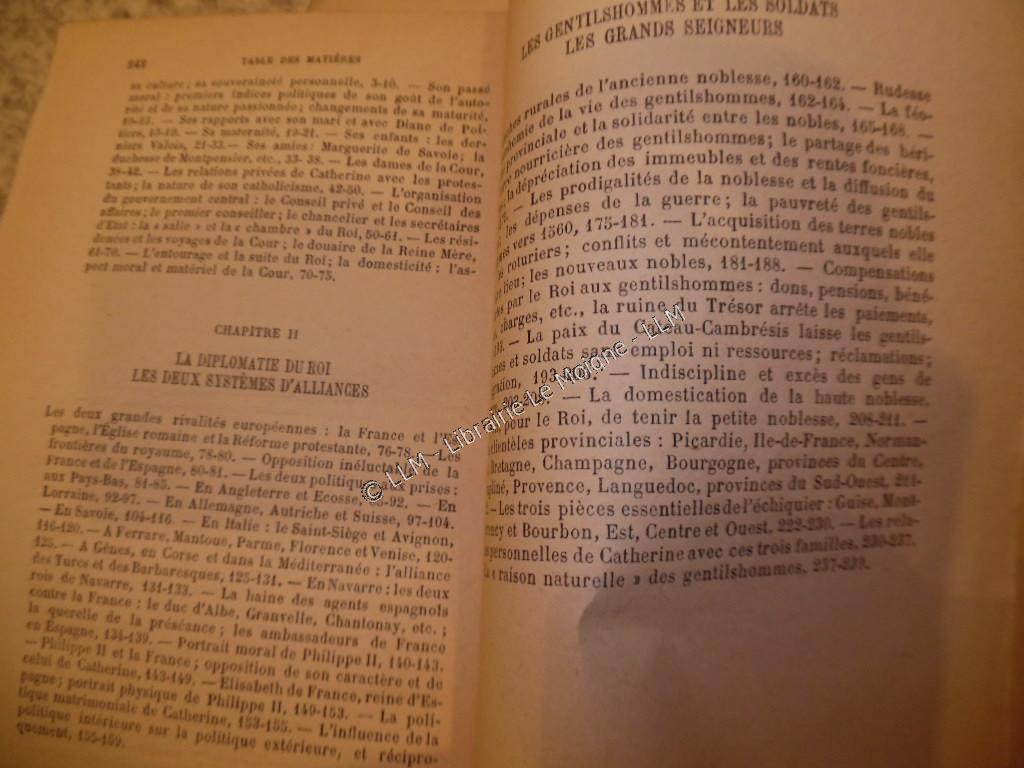 242 TABLE DES MATIÈRES
sa culture; sa souveraineté personnelle, 3-10. — Son passé
moral : premiers indices politiques de son goût de l'auto-
rité et de sa nature passionnée; changements de sa maturité,
10-13. — Ses rapports avec son mari et avec Diane de Poi-
tiers, 13-19. — Sa maternité, 19-21. — Ses enfants : les der-
niers Valois, 21-33. — Ses amies: Marguerite de Savoie; la
duchesse de Montpensier, etc., 33-38. — Les dames de la Cour,
38-42. — Les relations privées de Catherine avec les protes-
tants; la nature de son catholicisme, 42-50. — L'organisation
du gouvernement central : le Conseil privé et le Conseil des
affaires; le premier conseiller; le chancelier et les secrétaires
d'État : la « salle » et la « chambre » du Roi, 50-61. — Les rési-
dences et les voyages de la Cour; le douaire de la Reine Mère,
61-70. — L'entourage et la suite du Roi; la domesticité : l'as-
pect moral et matériel de la Cour, 70-75.
CHAPITRE II
LA DIPLOMATIE DU ROI
LES DEUX SYSTÈMES D'ALLIANCES
Les deux grandes rivalités européennes : la France et l'Es-
pagne, l'Église romaine et la Réforme protestante, 76-78. — Les
frontières du royaume, 78-80. — Opposition inéluctable de la
France et de l'Espagne, 80-81. — Les deux politiques aux prises :
aux Pays-Bas, 81-85. — En Angleterre et Ecosse, 85-92. — En
Lorraine, 92-97. — En Allemagne, Autriche et Suisse, 97-104.
— En Savoie, 104-116. — En Italie : le Saint-Siège et Avignon,
116-120. — A Ferrare, Mantoue, Parme, Florence et Venise, 120-
125. — A Gênes, en Corse et dans la Méditerranée : l'alliance
des Turcs et des Barbaresques, 125-131. — En Navarre : les deux
rois de Navarre, 131-133. — La haine des agents espagnols
contre la France : le duc d'Albe, Granvelle, Chantonay, etc. ;
la querelle de la préséance; les ambassadeurs de France
en Espagne, 134-139. — Portrait moral de Philippe II, 140-143.
— Philippe II et la France; opposition de son caractère et de
celui de Catherine, 143-149. — Elisabeth de France, reine d'Es-
pagne; portrait physique de Philippe II, 149-153. — La poli-
tique matrimoniale de Catherine, 153-155. — L'influence de la
politique intérieure sur la politique extérieure, et récipro-
quement, 155-159.
LES GENTILSHOMMES ET LES SOLDATS
LES GRANDS SEIGNEURS
rurales de l'ancienne noblesse, 160-162. — Rudesse
de la vie des gentilshommes, 162-164. — La féo-
provinciale et la solidarité entre les nobles, 165-168. —
nourricière des gentilshommes; le partage des héri-
la dépréciation des immeubles et des rentes foncières,
— Les prodigalités de la noblesse et la diffusion du
les dépenses de la guerre; la pauvreté des gentils-
vers 1560, 175-181. — L'acquisition des terres nobles
roturiers; conflits et mécontentement auxquels elle
lieu; les nouveaux nobles, 181-188. — Compensations
par le Roi aux gentilshommes : dons, pensions, béné-
charges, etc., la ruine du Trésor arrête les paiements,
— La paix du Cateau-Cambrésis laisse les gentils-
et soldats sans emploi ni ressources; réclamations;
— Indiscipline et excès des gens de
— La domestication de la haute noblesse,
pour le Roi, de tenir la petite noblesse, 208-211. —
clientèles provinciales : Picardie, Ile-de-France, Norman-
Bretagne, Champagne, Bourgogne, provinces du Centre,
Provence, Languedoc, provinces du Sud-Ouest, 211-
— Les trois pièces essentielles de l'échiquier : Guise, Mont-
et Bourbon, Est, Centre et Ouest, 222-230. — Les rela-
personnelles de Catherine avec ces trois familles, 230-237.
« raison naturelle » des gentilshommes, 237-239.
© LLM - Librairie Le Moigne - LLM